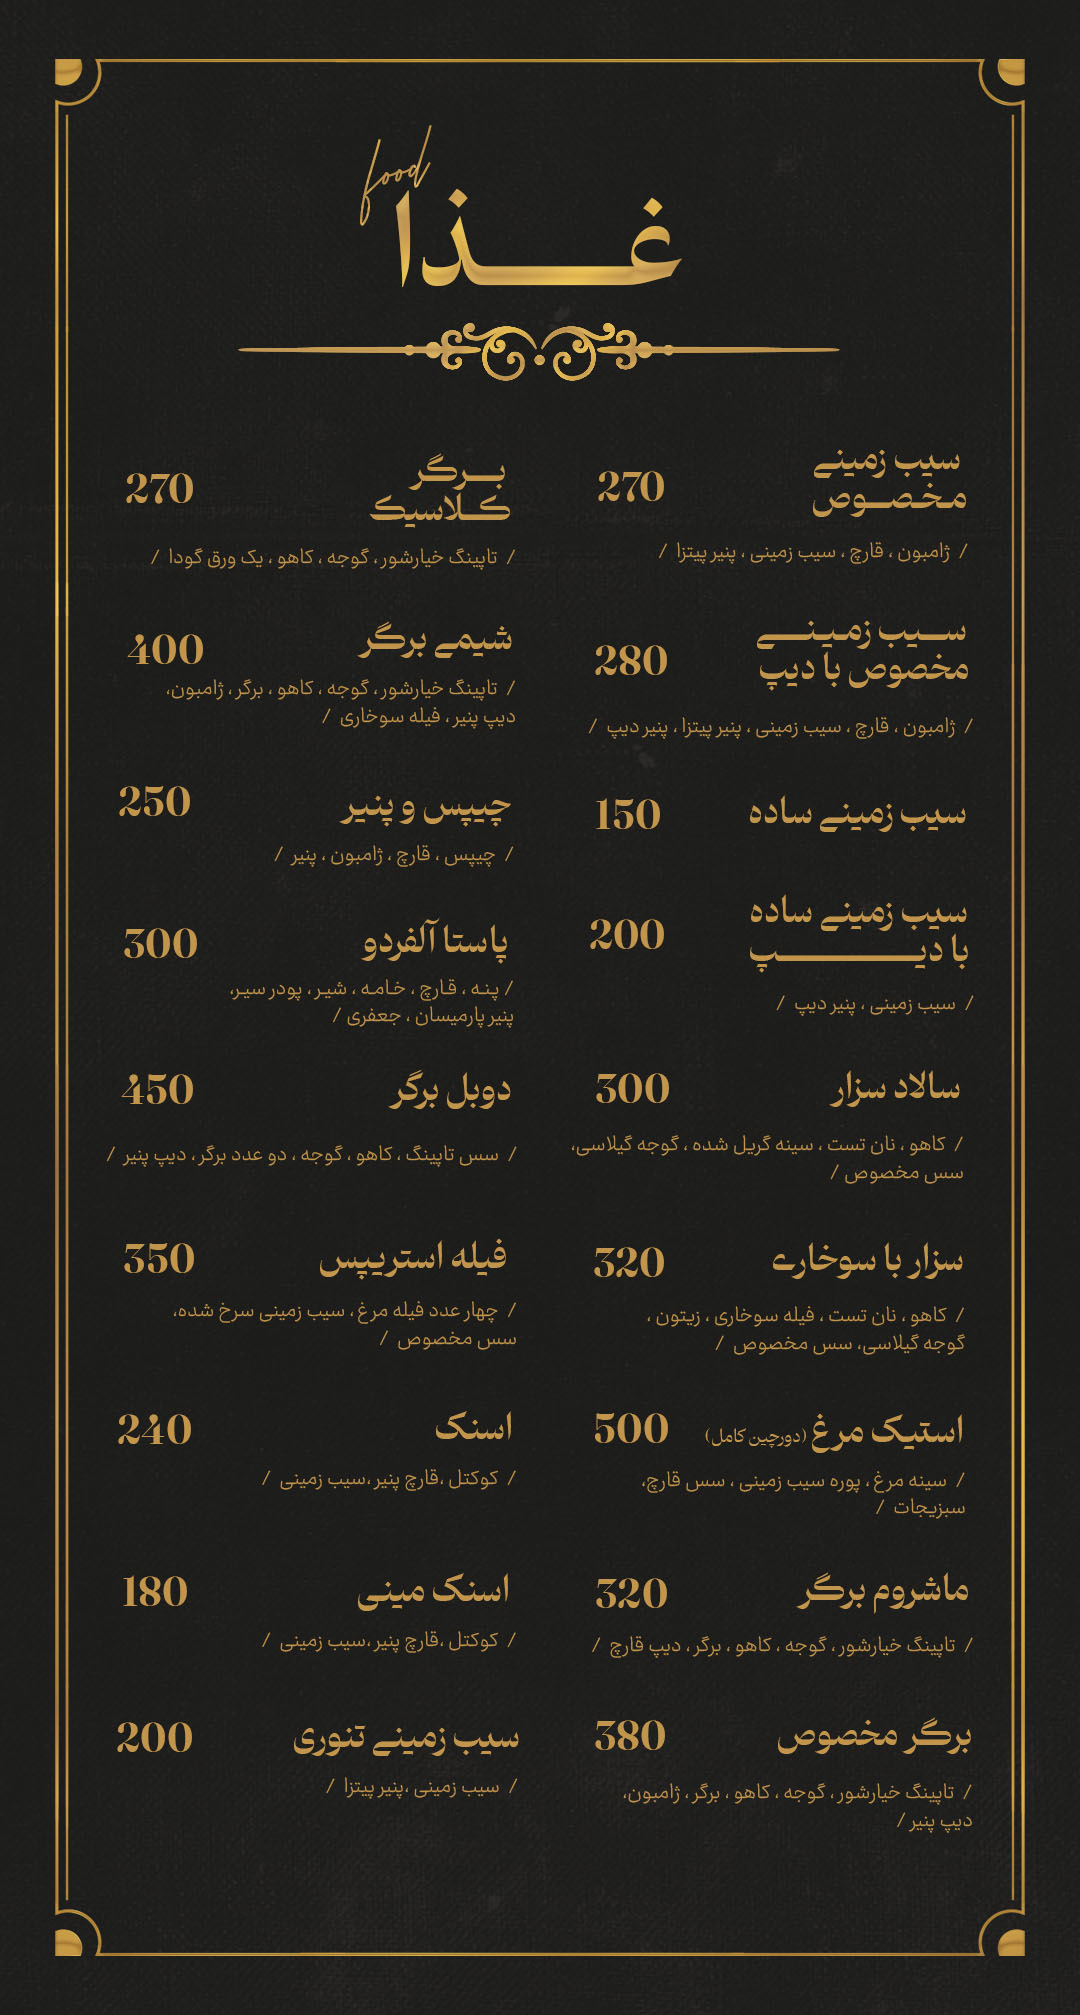 food
غذا
سیب زمینی
مخصوص
270
/ ژامبون ، قارچ ، سیب زمینی ، پنیر پیتزا /
سیب زمینی
مخصوص با دیپ
280
/ ژامبون ، قارچ ، سیب زمینی ، پنیر پیتزا ، پنیر دیپ /
سیب زمینی ساده
150
سیب زمینی ساده
با دیپ
200
/ سیب زمینی ، پنیر دیپ /
سالاد سزار
300
/ کاهو ، نان تست ، سینه گریل شده ، گوجه گیلاسی،
سس مخصوص /
سزار با سوخاری
320
/ کاهو ، نان تست ، فیله سوخاری ، زیتون ،
گوجه گیلاسی، سس مخصوص /
استیک مرغ (دورچین کامل)
500
/ سینه مرغ ، پوره سیب زمینی ، سس قارچ،
سبزیجات /
ماشروم برگر
320
/ تاپینگ خیارشور ، گوجه ، کاهو ، برگر ، دیپ قارچ /
برگر مخصوص
380
/ تاپینگ خیارشور ، گوجه ، کاهو ، برگر ، ژامبون،
دیپ پنیر /
برگر
کلاسیک
270
/ تاپینگ خیارشور ، گوجه ، کاهو ، یک ورق گودا /
شیمی برگر
400
/ تاپینگ خیارشور ، گوجه ، کاهو ، برگر ، ژامبون،
دیپ پنیر ، فیله سوخاری /
چیپس و پنیر
250
/ چیپس ، قارچ ، ژامبون ، پنیر /
پاستا آلفردو
300
/ پنه ، قارچ ، خامه ، شیر ، پودر سیر،
پنیر پارمیسان ، جعفری /
دوبل برگر
450
/ سس تاپینگ ، کاهو ، گوجه ، دو عدد برگر ، دیپ پنیر /
فیله استریپس
350
/ چهار عدد فیله مرغ ، سیب زمینی سرخ شده،
سس مخصوص /
اسنک
240
/ کوکتل ،قارچ پنیر،سیب زمینی /
اسنک مینی
180
/ کوکتل ،قارچ پنیر،سیب زمینی /
سیب زمینی تنوری
200
/ سیب زمینی ،پنیر پیتزا /